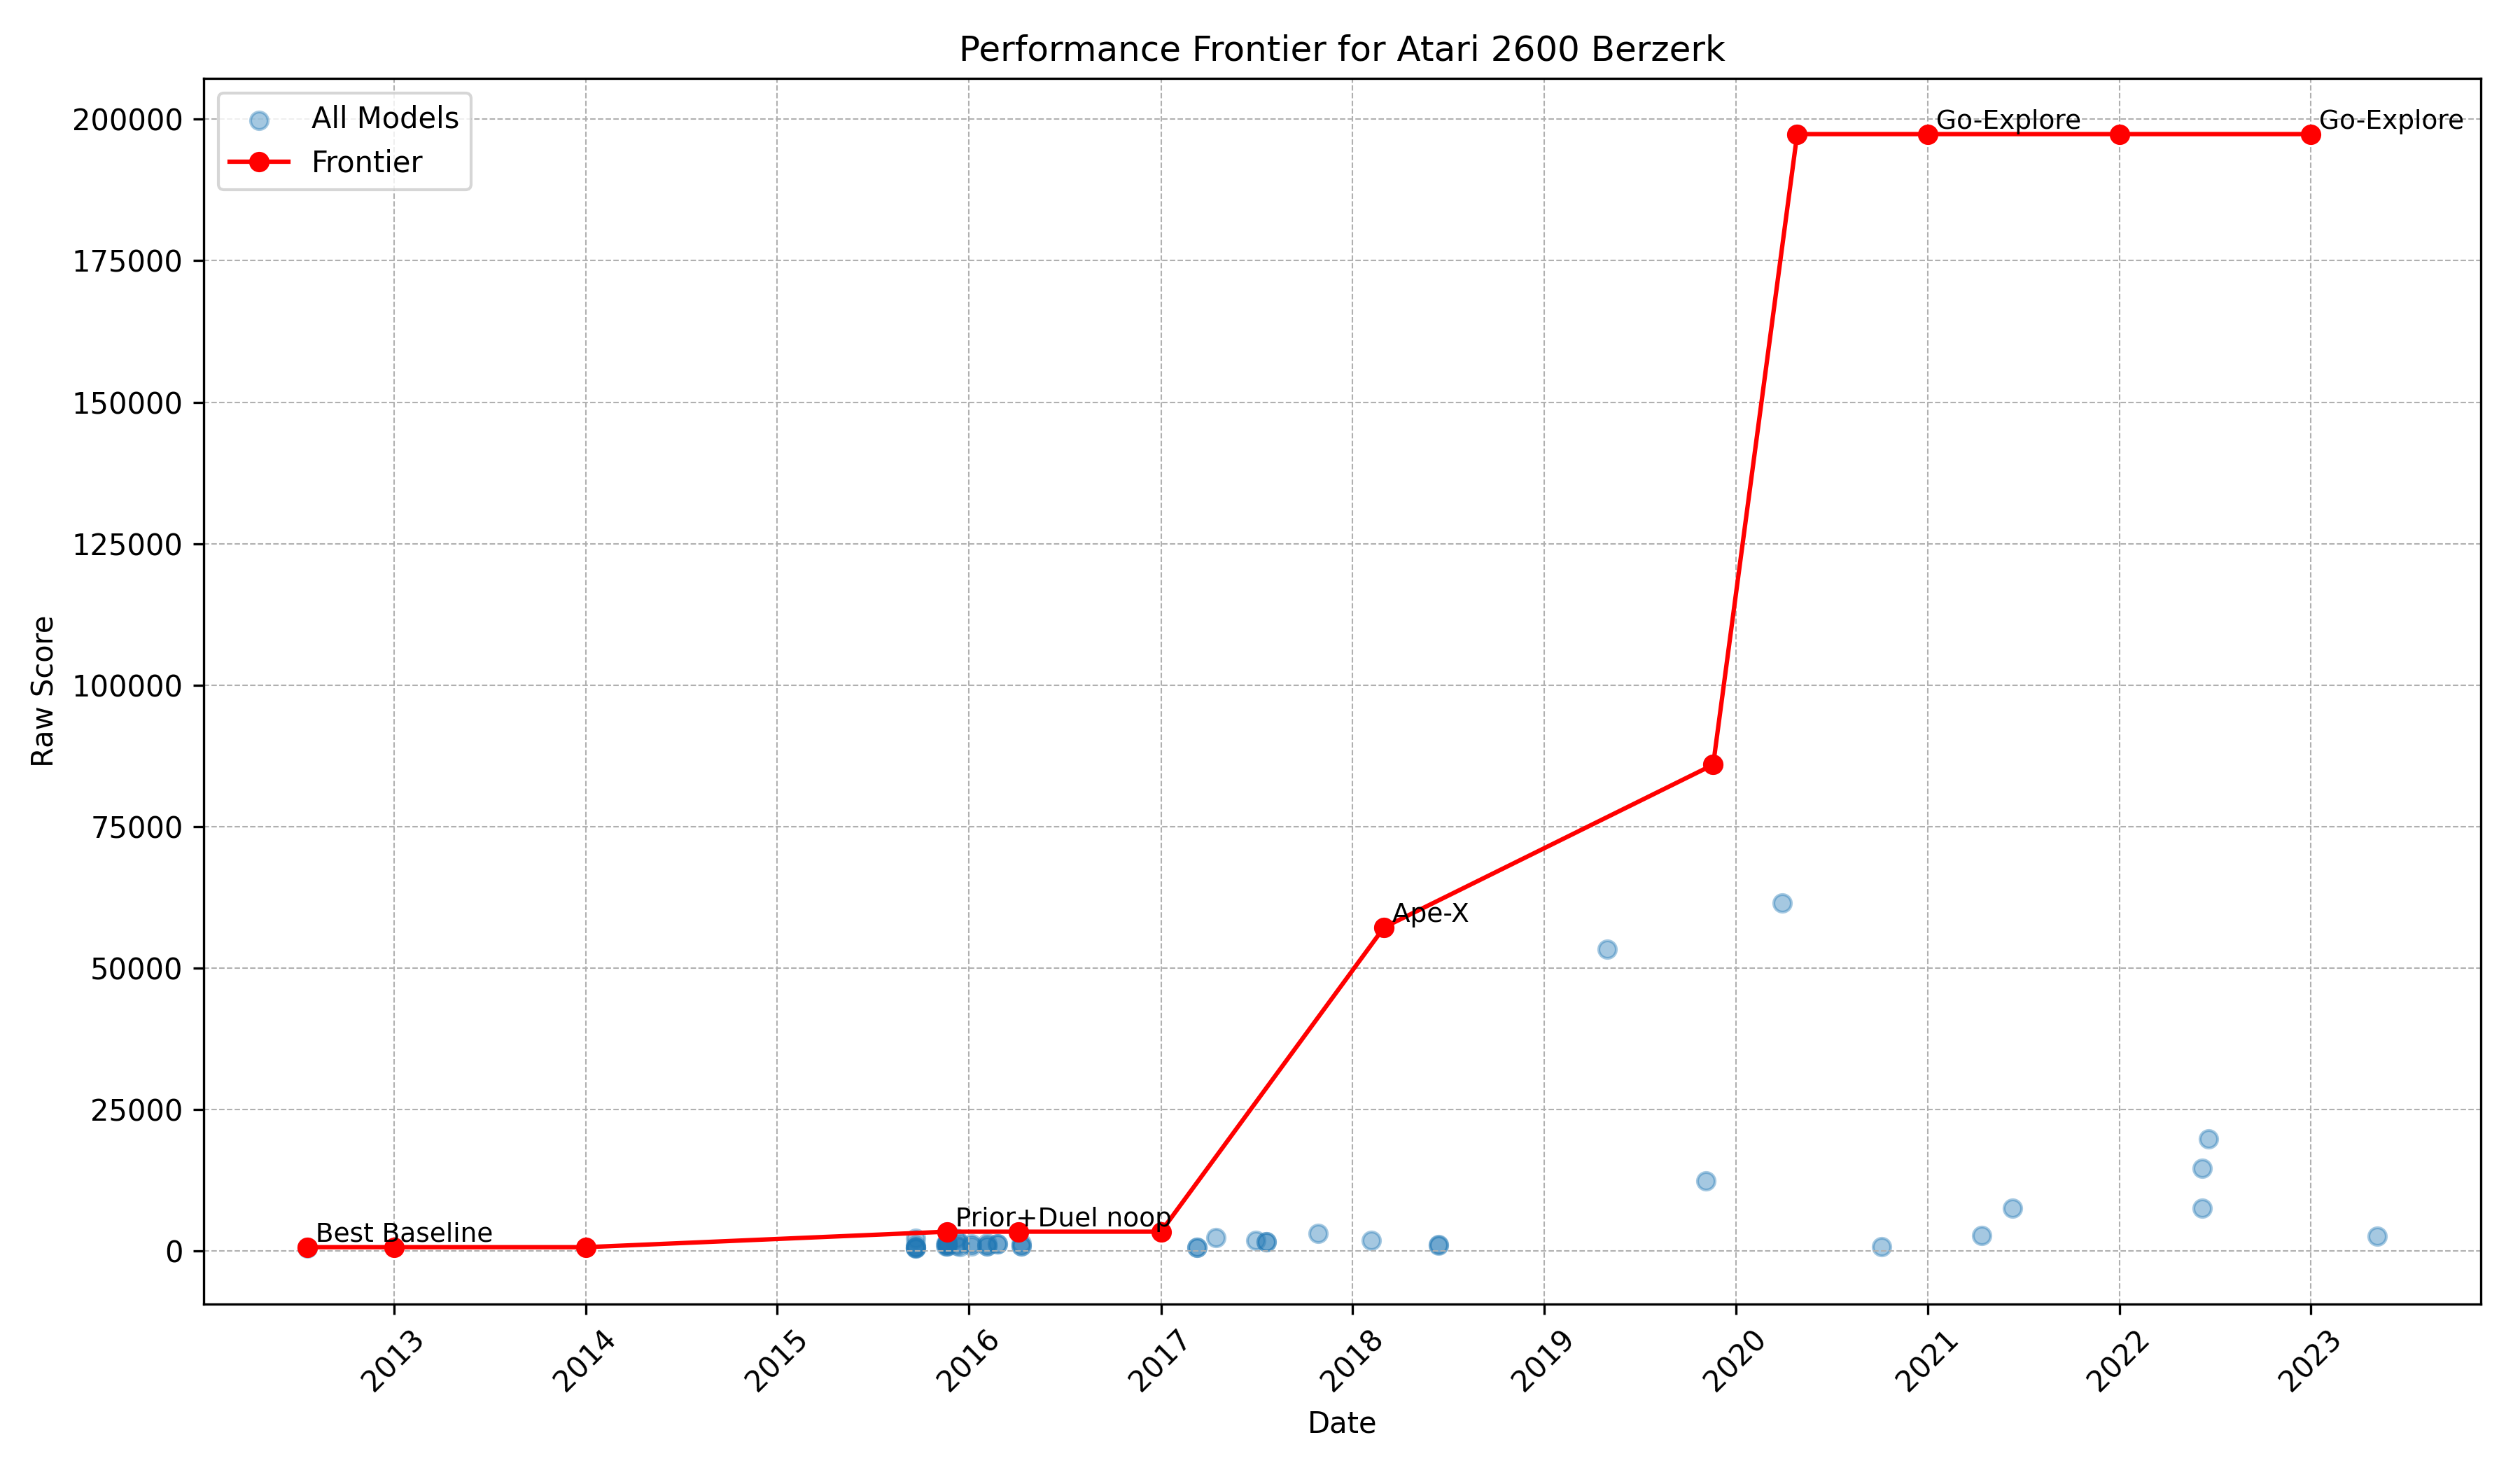 Performance Frontier for Atari 2600 Berzerk
All Models
Frontier
Raw Score
200000
175000
150000
125000
100000
75000
50000
25000
0
Best Baseline
Prior+Duel noop
Ape-X
Go-Explore
Go-Explore
2013
2014
2015
2016
2017
2018
2019
2020
2021
2022
2023
Date